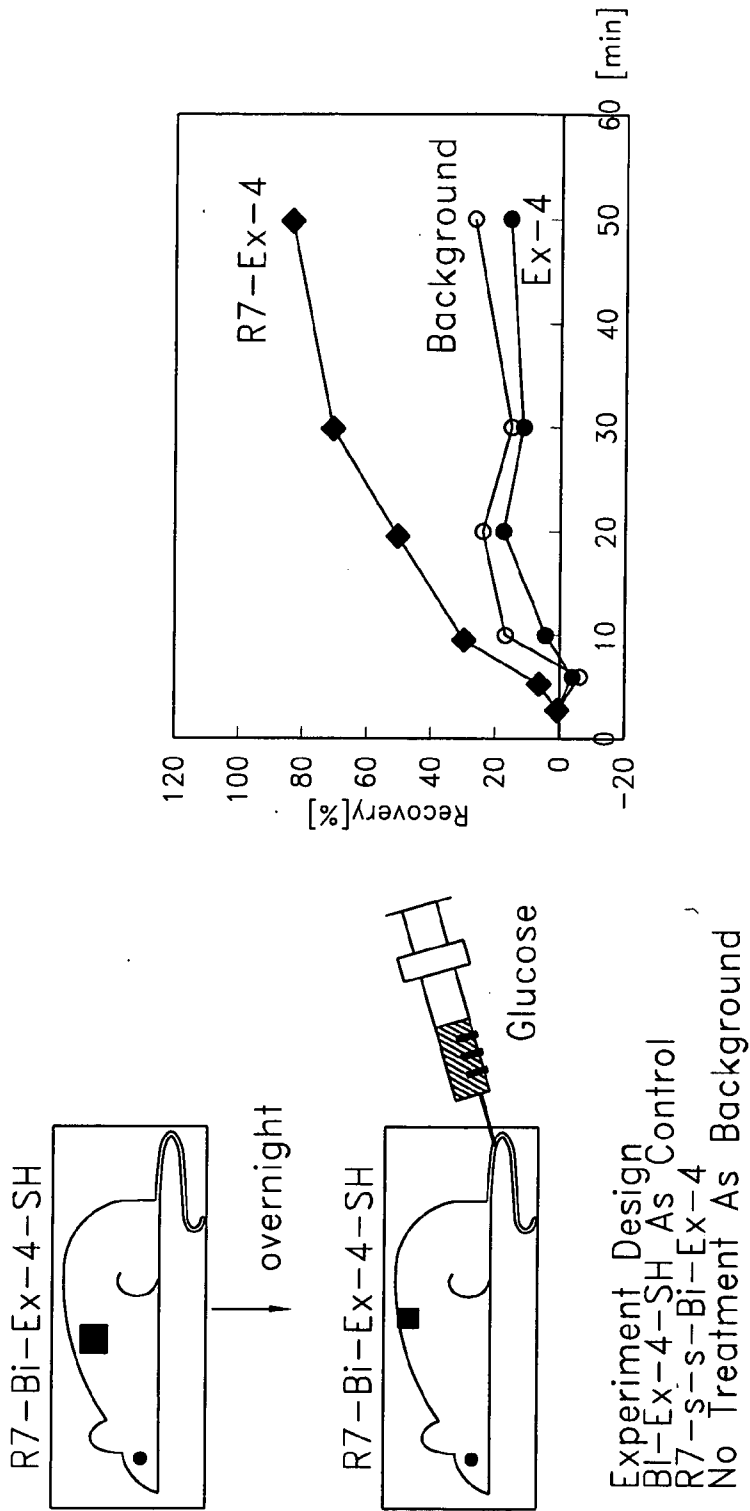 R7-Bi-Ex-4-SH
overnight
R7-Bi-Ex-4-SH
Glucose
Experiment Design
Bi-Ex-4-SH As Control
R7-s-s-Bi-Ex-4
No Treatment As Background
120
100
80
60
40
20
0
-20
Recovery[%]
R7-Ex-4
Background
Ex-4
0 10 20 30 40 50 60 [min]